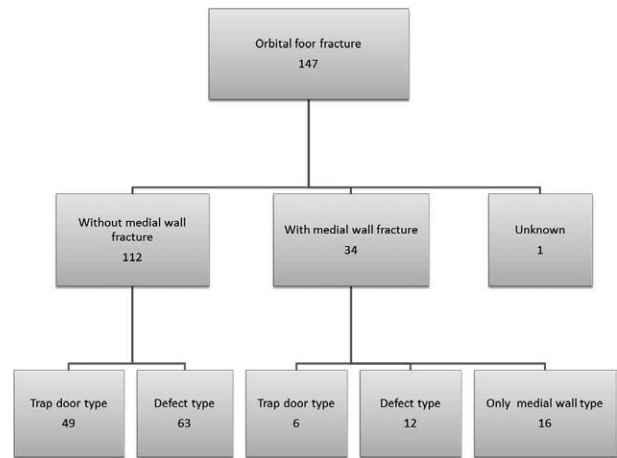 Orbital foor fracture
147
Without medial wall
fracture
112
With medial wall fracture
34
Unknown
1
Trap door type
49
Defect type
63
Trap door type
6
Defect type
12
Only medial wall type
16